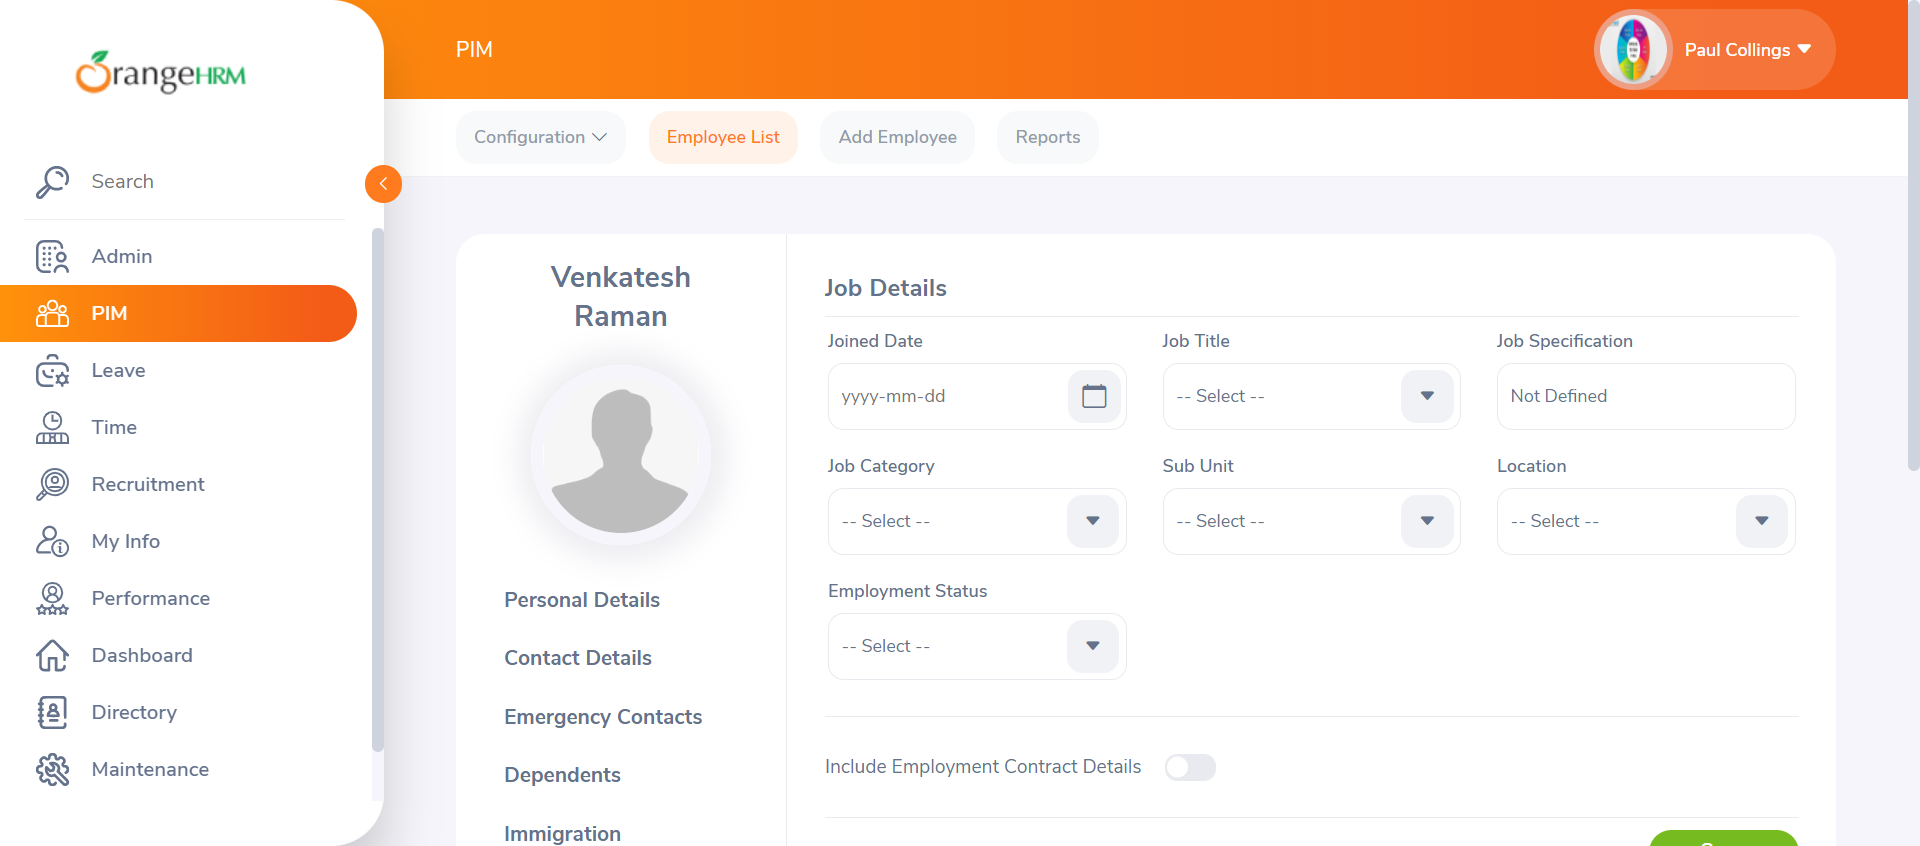 OrangeHRM
PIM
Paul Collings
Configuration
Employee List
Add Employee
Reports
Search
Admin
PIM
Leave
Time
Recruitment
My Info
Performance
Dashboard
Directory
Maintenance
Venkatesh
Raman
Personal Details
Contact Details
Emergency Contacts
Dependents
Immigration
Job Details
Joined Date
Job Title
Job Specification
yyyy-mm-dd
-- Select --
Not Defined
Job Category
Sub Unit
Location
-- Select --
-- Select --
-- Select --
Employment Status
-- Select --
Include Employment Contract Details